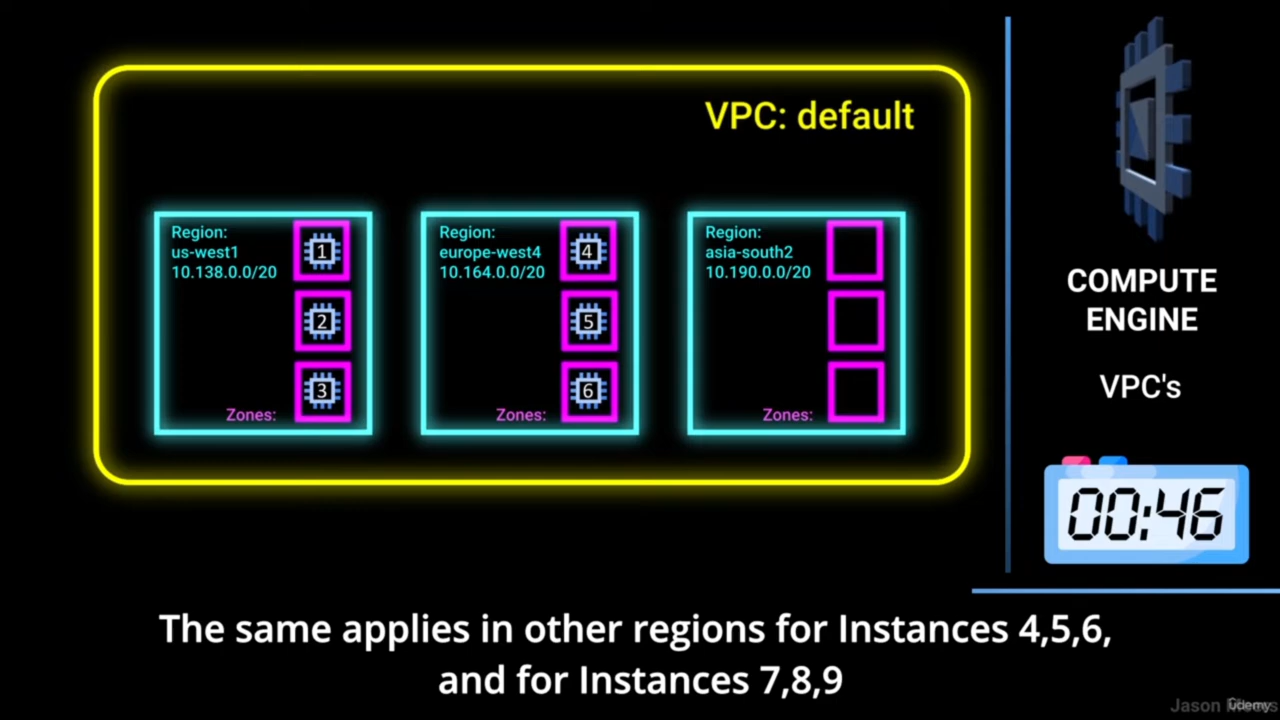 VPC: default
Region:
us-west1
10.138.0.0/20
1
2
3
Zones:
Region:
europe-west4
10.164.0.0/20
4
5
6
Zones:
Region:
asia-south2
10.190.0.0/20
Zones:
COMPUTE
ENGINE
VPC's
00:46
The same applies in other regions for Instances 4,5,6,
and for Instances 7,8,9
Jason
ûdemy